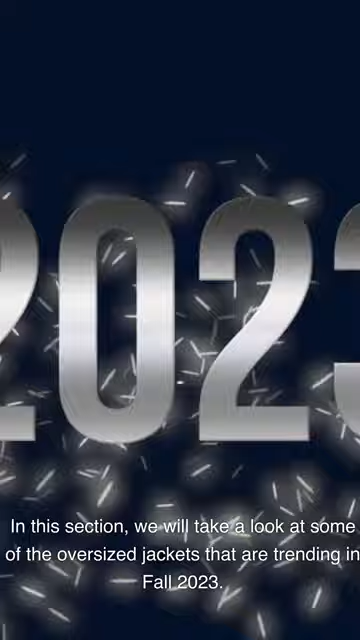 2023
In this section, we will take a look at some
of the oversized jackets that are trending in
Fall 2023.